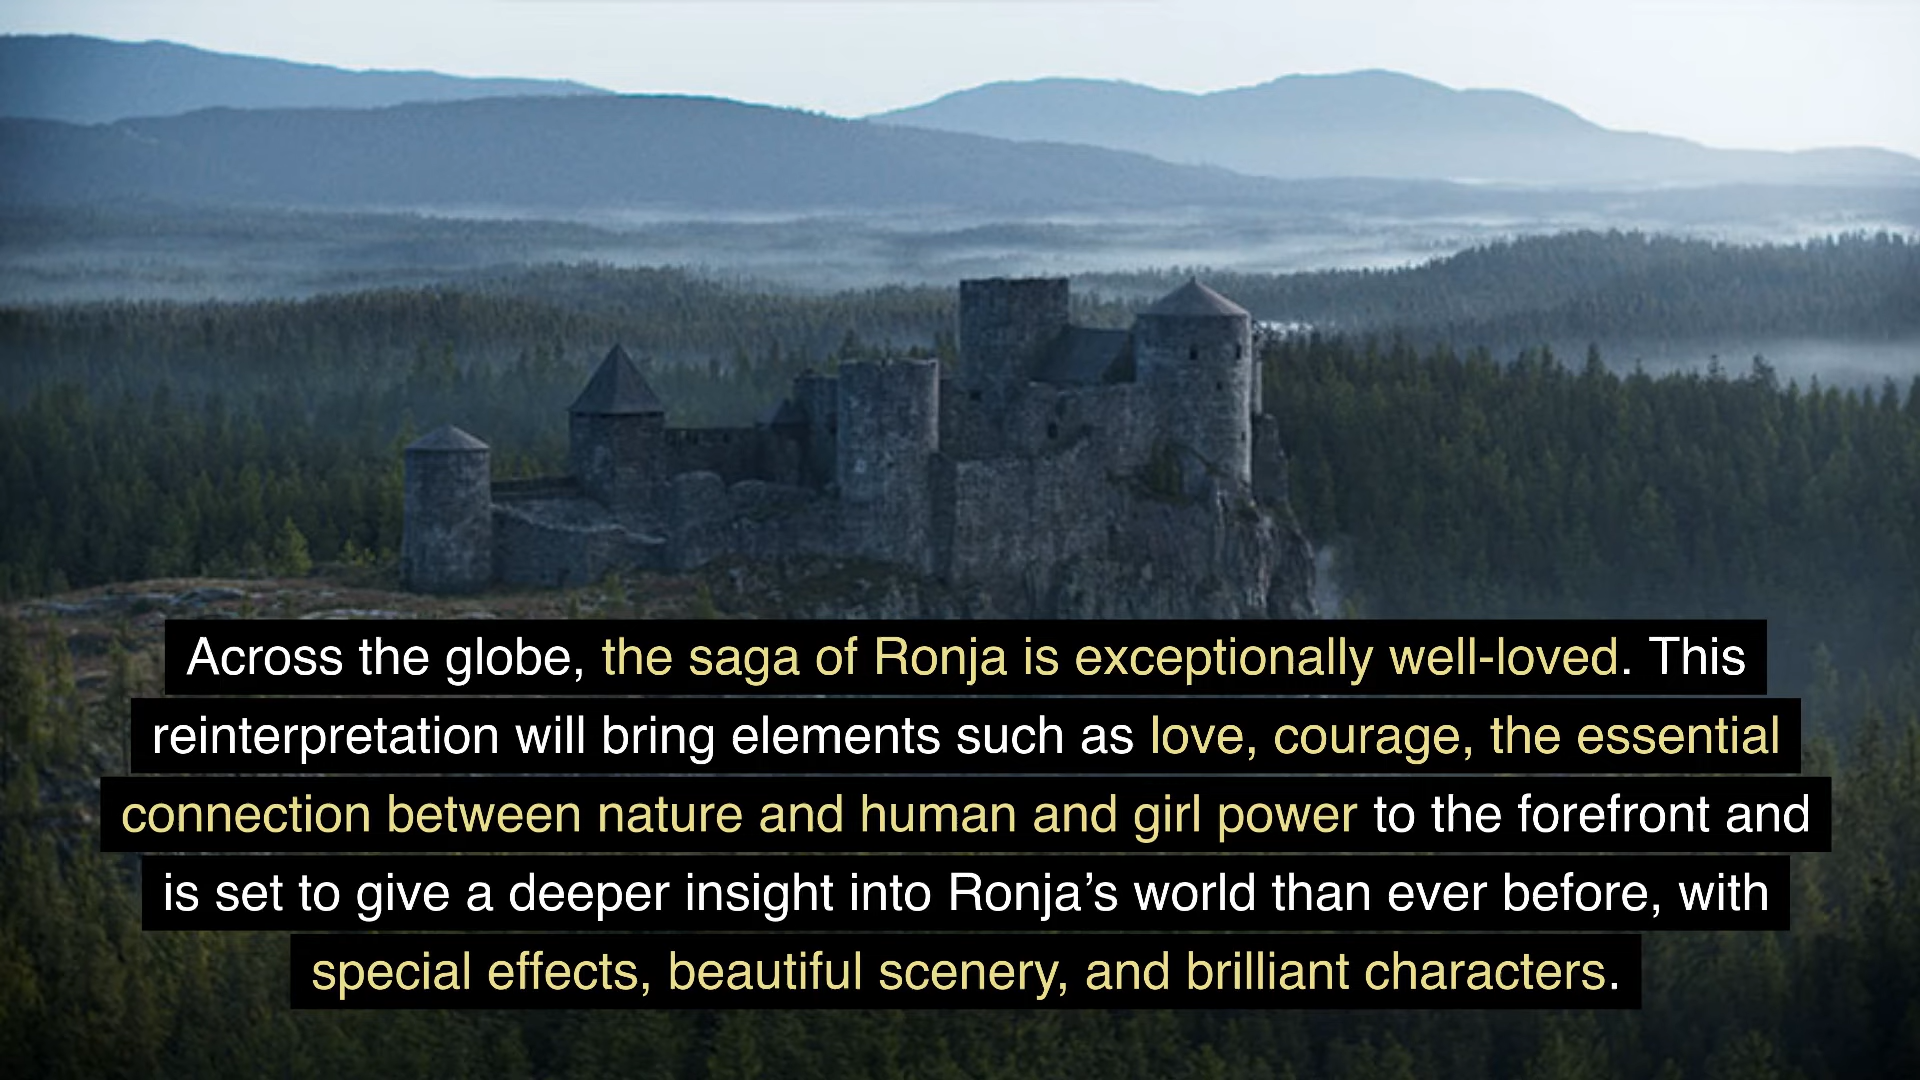 Across the globe, the saga of Ronja is exceptionally well-loved. This
reinterpretation will bring elements such as love, courage, the essential
connection between nature and human and girl power to the forefront and
is set to give a deeper insight into Ronja’s world than ever before, with
special effects, beautiful scenery, and brilliant characters.